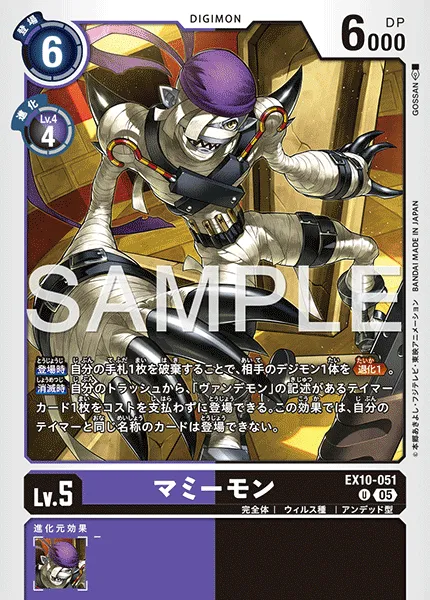 登場
6
DIGIMON
DP
6000
進化
Lv.4
4
GOSSAN
BANDAI MADE IN JAPAN
© 本郷あきよし・フジテレビ・東映アニメーション
SAMPLE
登場時 自分の手札1枚を破棄することで、相手のデジモン1体を 退化1。
消滅時 自分のトラッシュから、「ヴァンデモン」の記述があるテイマー
カード1枚をコストを支払わずに登場できる。この効果では、自分の
テイマーと同じ名称のカードは登場できない。
Lv.5
マミーモン
EX10-051
U 05
完全体 | ウィルス種 | アンデッド型
進化元効果